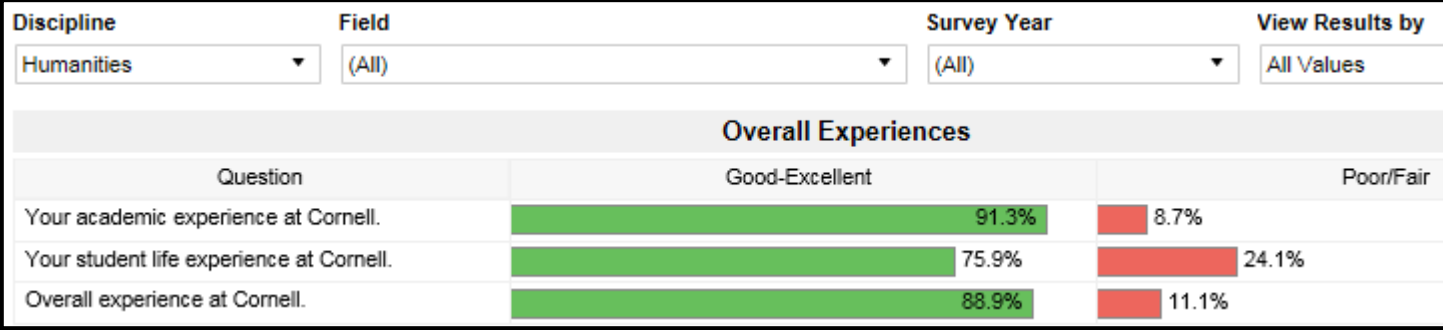 Discipline Field Survey Year View Results by
Humanities (All) (All) All Values
Overall Experiences
Question Good-Excellent Poor/Fair
Your academic experience at Cornell. 91.3% 8.7%
Your student life experience at Cornell. 75.9% 24.1%
Overall experience at Cornell. 88.9% 11.1%